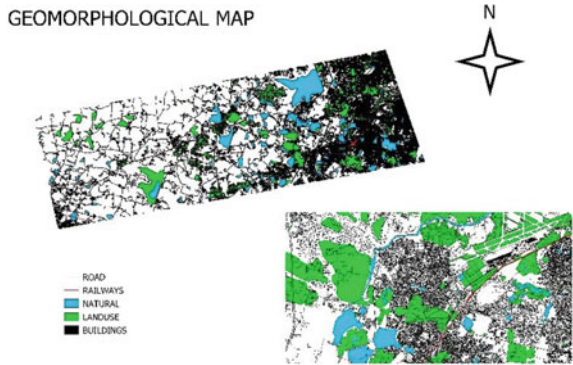 GEOMORPHOLOGICAL MAP
N
ROAD
RAILWAYS
NATURAL
LANDUSE
BUILDINGS